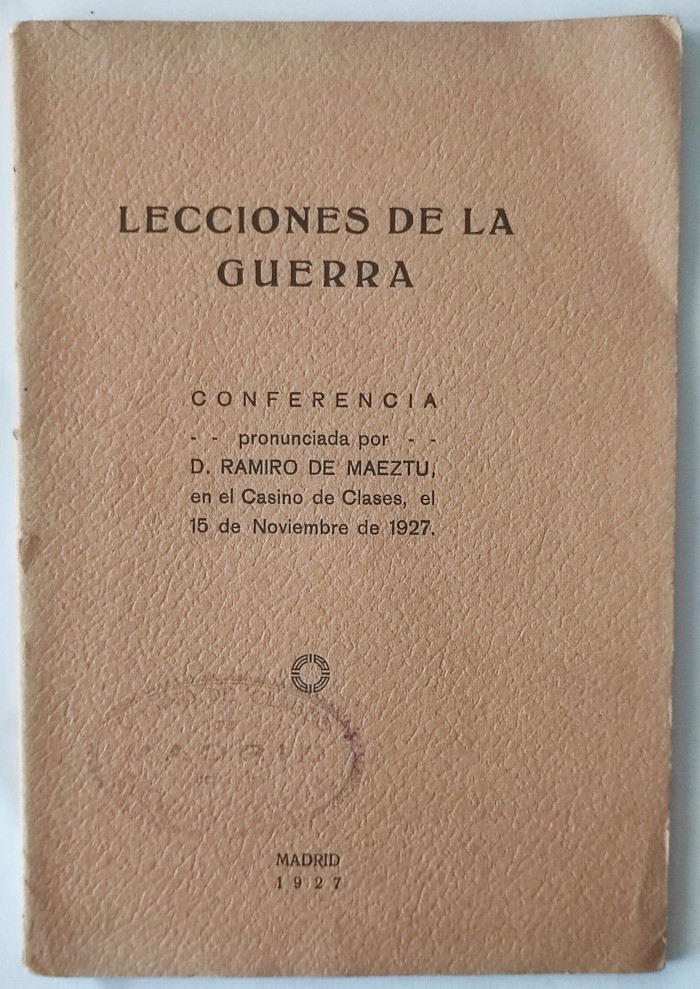 LECCIONES DE LA
GUERRA
CONFERENCIA
- - pronunciada por - -
D. RAMIRO DE MAEZTU,
en el Casino de Clases, el
15 de Noviembre de 1927.
MADRID
MADRID
1927